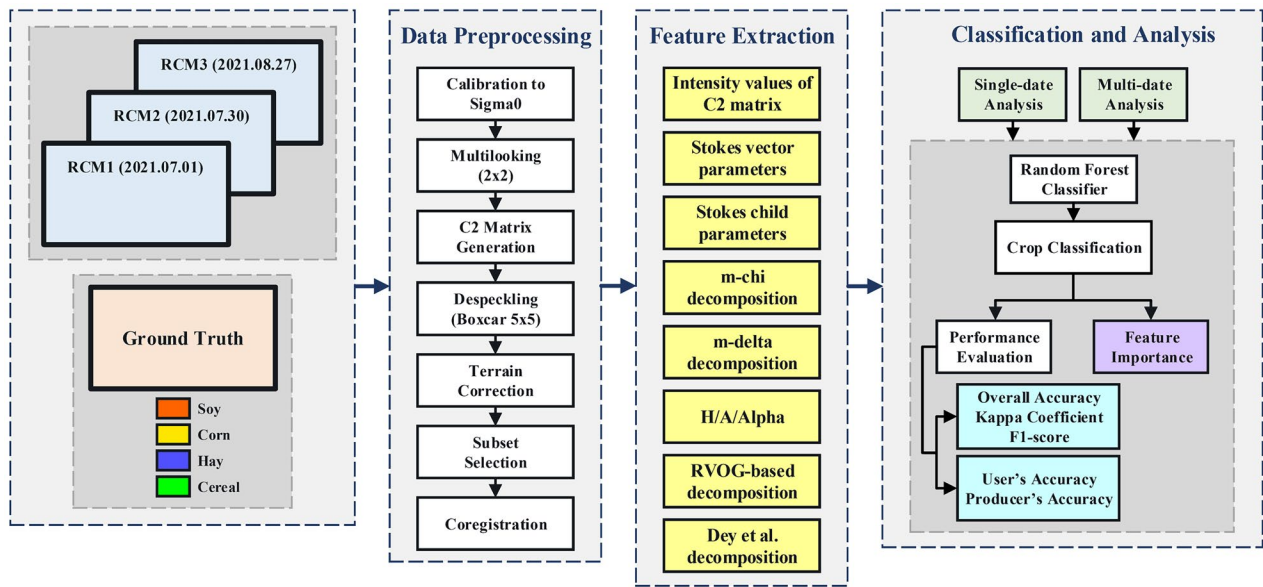 RCM3 (2021.08.27)
RCM2 (2021.07.30)
RCM1 (2021.07.01)
Ground Truth
Soy
Corn
Hay
Cereal
Data Preprocessing
Calibration to
Sigma0
Multilooking
(2x2)
C2 Matrix
Generation
Despeckling
(Boxcar 5x5)
Terrain
Correction
Subset
Selection
Coregistration
Feature Extraction
Intensity values of
C2 matrix
Stokes vector
parameters
Stokes child
parameters
m-chi
decomposition
m-delta
decomposition
H/A/Alpha
RVOG-based
decomposition
Dey et al.
decomposition
Classification and Analysis
Single-date
Analysis
Multi-date
Analysis
Random Forest
Classifier
Crop Classification
Performance
Evaluation
Feature
Importance
Overall Accuracy
Kappa Coefficient
F1-score
User's Accuracy
Producer's Accuracy